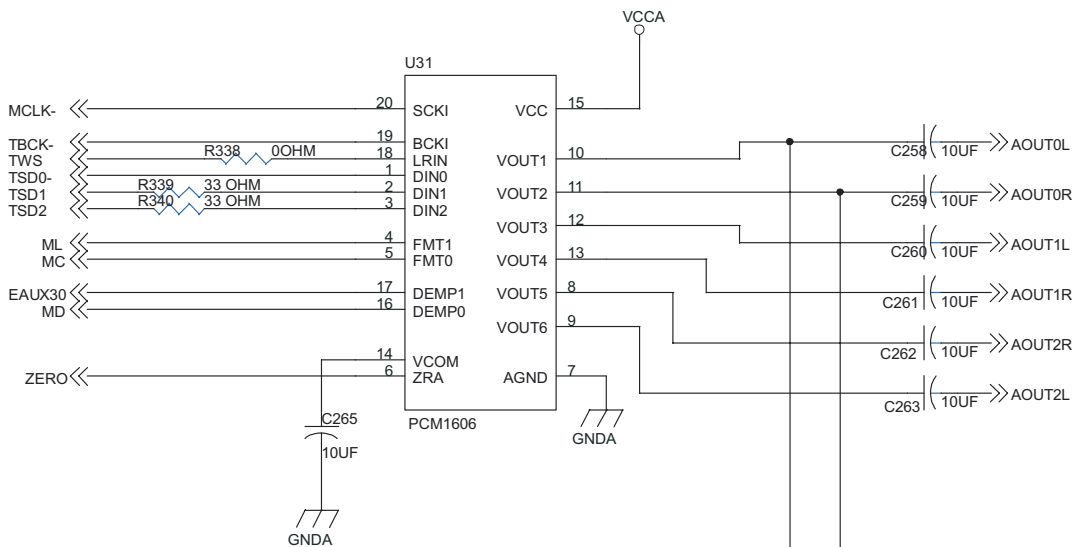 VCCA
U31
MCLK- 20 SCKI VCC 15
TBCK- 19 BCKI
TWS R338 0OHM 18 LRIN VOUT1 10 C258 10UF AOUT0L
TSD0- 1 DIN0
TSD1 R339 33 OHM 2 DIN1 VOUT2 11 C259 10UF AOUT0R
TSD2 R340 33 OHM 3 DIN2
VOUT3 12 C260 10UF AOUT1L
ML 4 FMT1
MC 5 FMT0 VOUT4 13 C261 10UF AOUT1R
EAUX30 17 DEMP1 VOUT5 8 C262 10UF AOUT2R
MD 16 DEMP0
VOUT6 9 C263 10UF AOUT2L
14 VCOM
ZERO 6 ZRA AGND 7
C265 PCM1606
10UF GNDA
GNDA